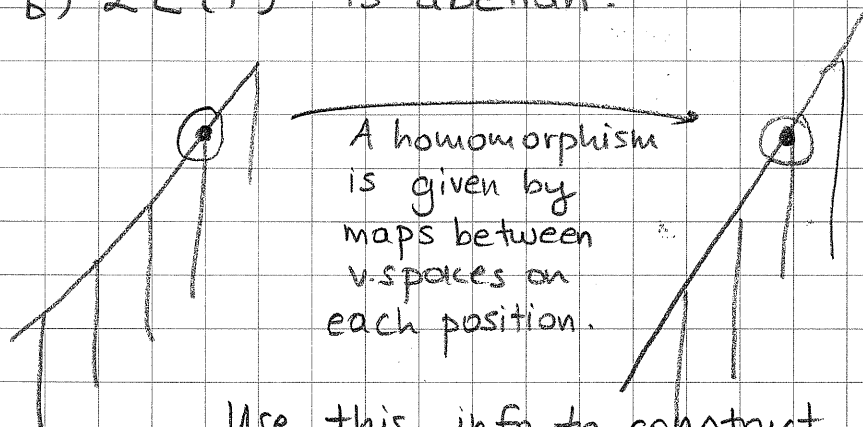 is abelian.
A homomorphism
is given by
maps between
v.spaces on
each position.
Use this info to construct